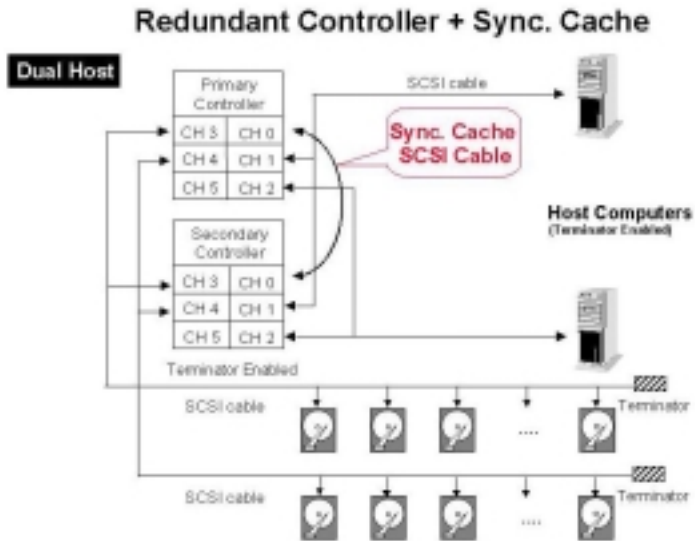 Redundant Controller + Sync. Cache
Dual Host
Primary
Controller
CH 3 CH 0
CH 4 CH 1
CH 5 CH 2
SCSI cable
Sync. Cache
SCSI Cable
Host Computers
(Terminator Enabled)
Secondary
Controller
CH 3 CH 0
CH 4 CH 1
CH 5 CH 2
Terminator Enabled
SCSI cable
Terminator
....
SCSI cable
Terminator
....